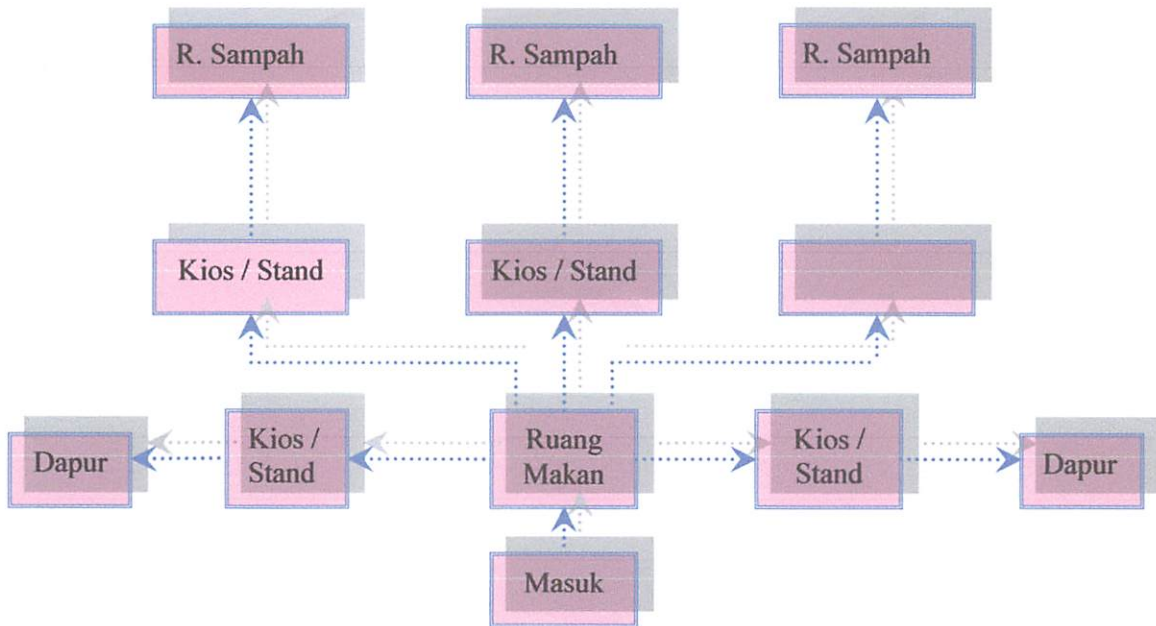 R. Sampah
R. Sampah
R. Sampah
Kios / Stand
Kios / Stand
Dapur
Kios /
Stand
Ruang
Makan
Kios /
Stand
Dapur
Masuk